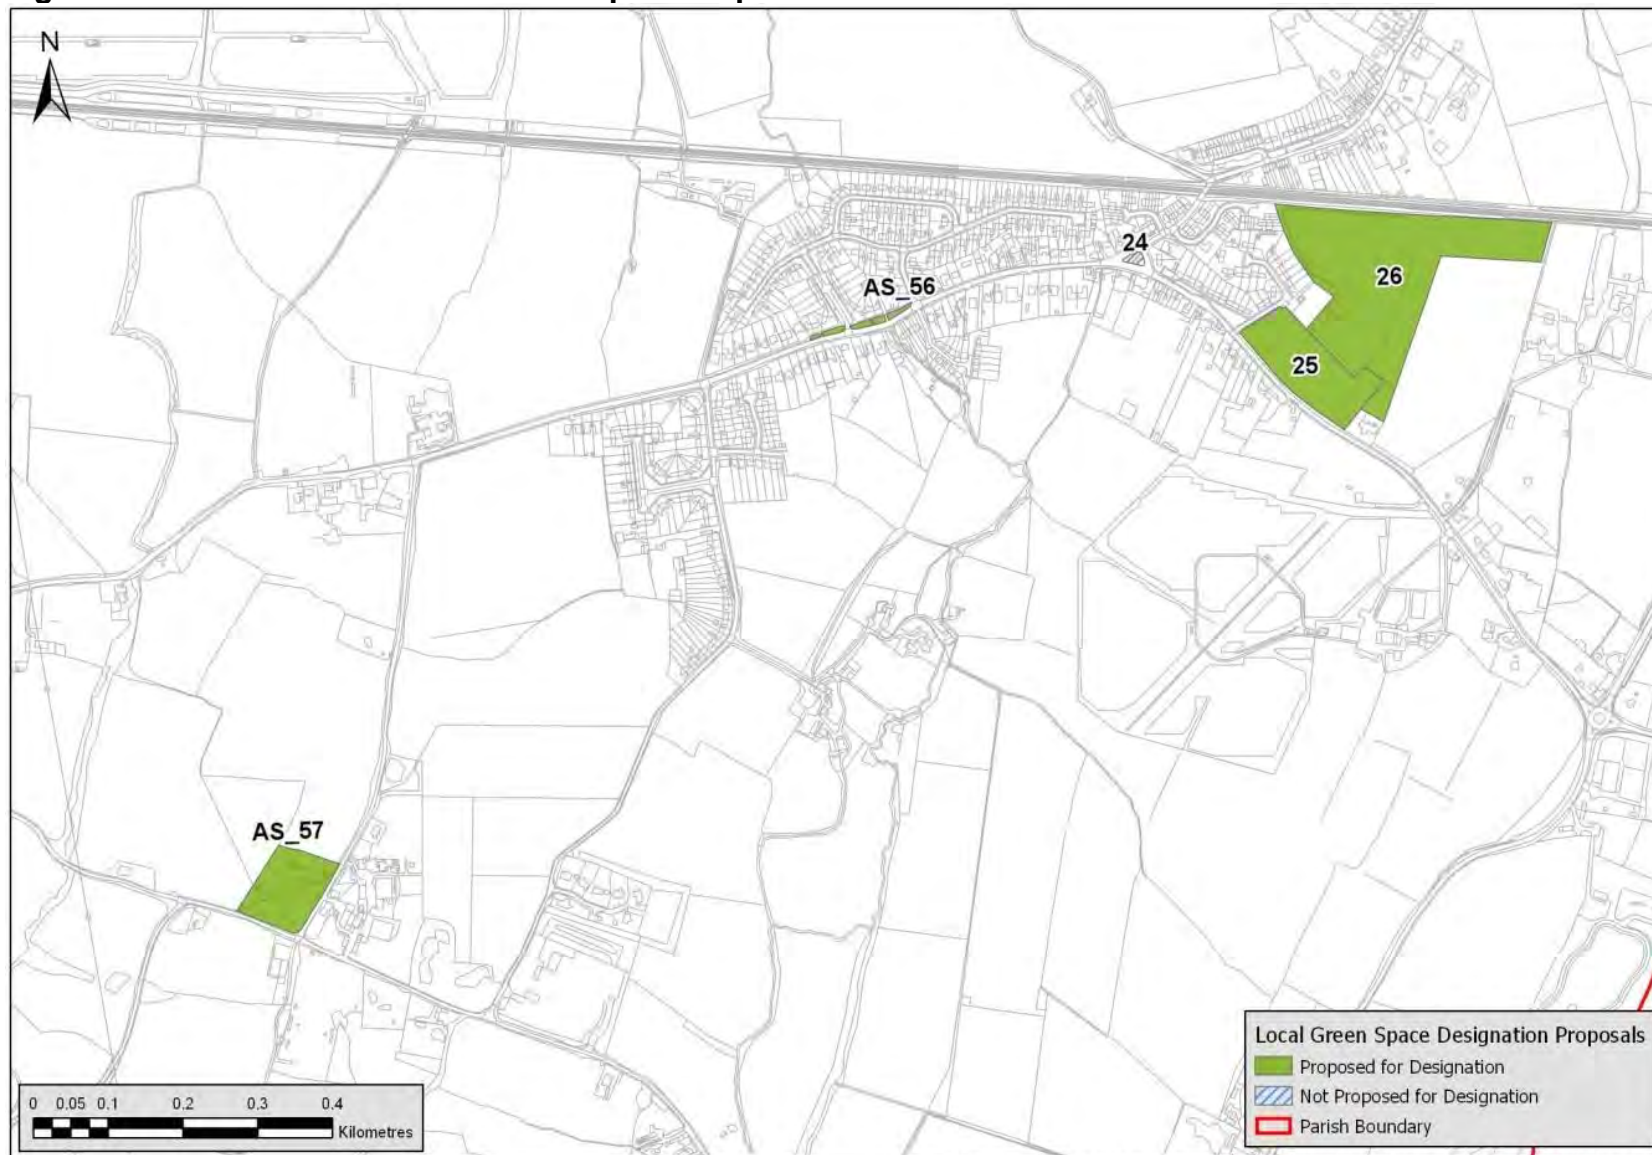 N
24
AS_56
26
25
AS_57
Local Green Space Designation Proposals
Proposed for Designation
Not Proposed for Designation
Parish Boundary
0 0.05 0.1 0.2 0.3 0.4
Kilometres